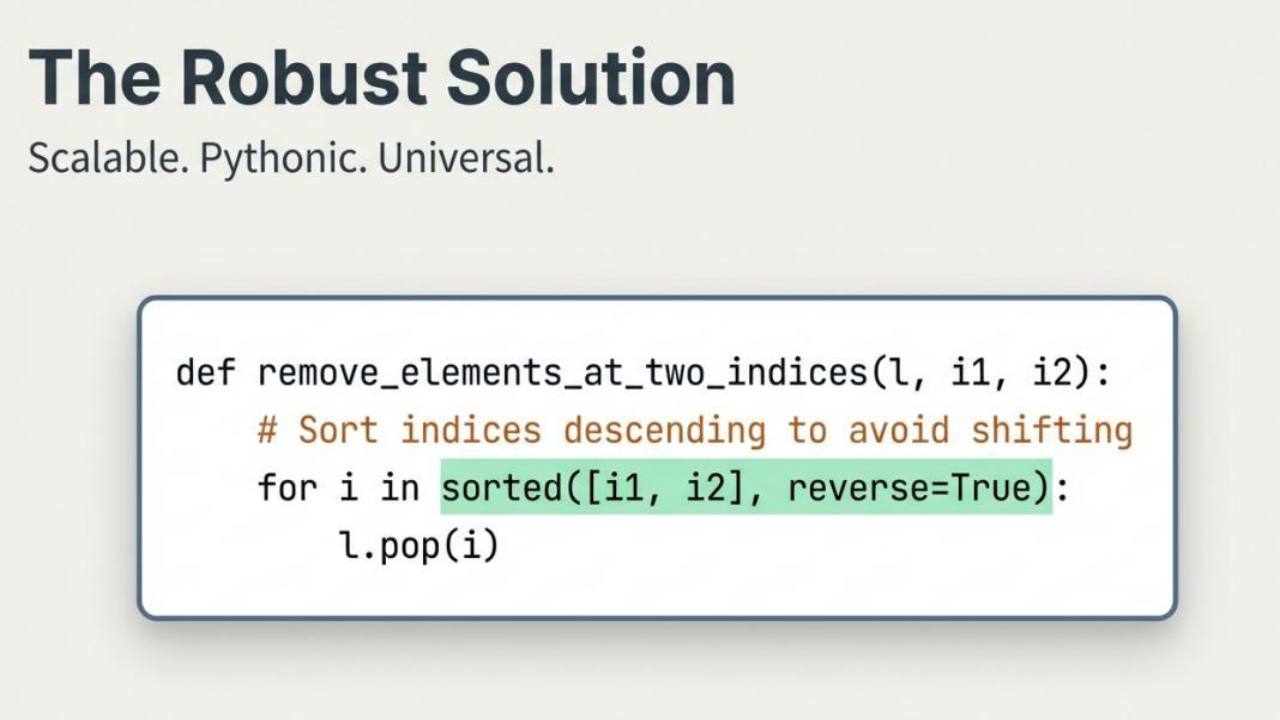 The Robust Solution
Scalable. Pythonic. Universal.
def remove_elements_at_two_indices(l, i1, i2):
    # Sort indices descending to avoid shifting
    for i in sorted([i1, i2], reverse=True):
        l.pop(i)